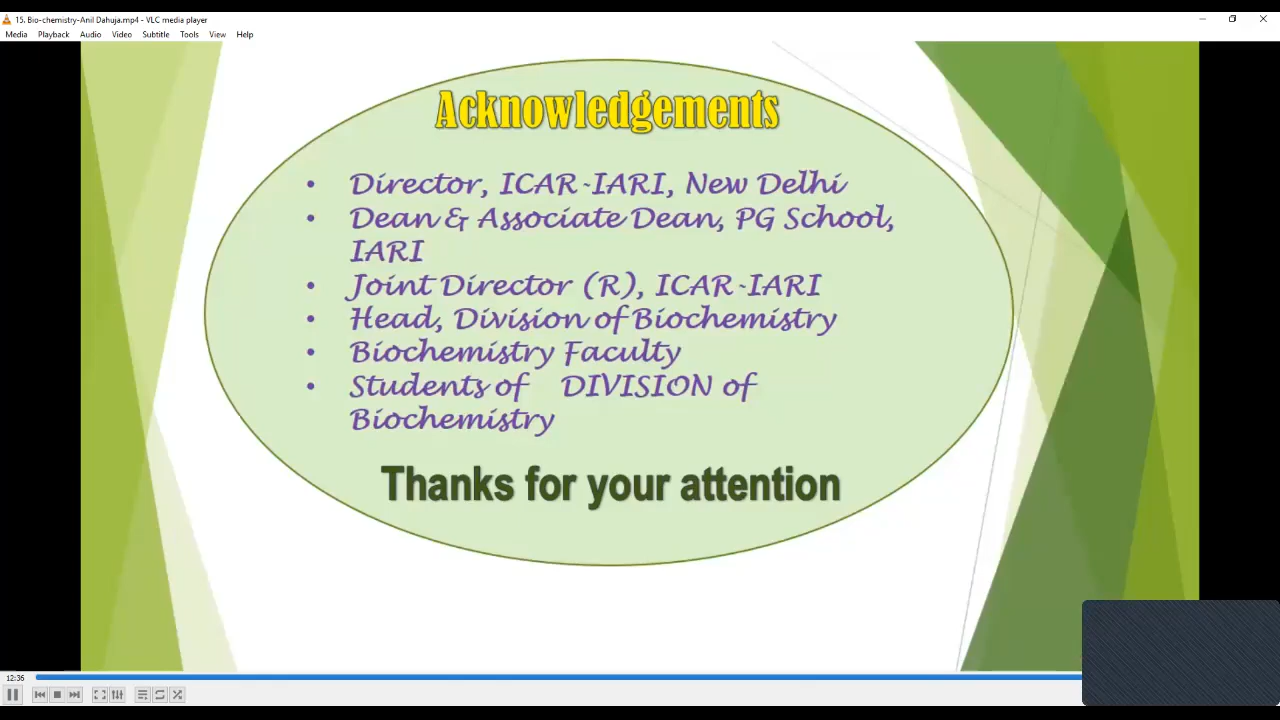 15. Bio-chemistry-Anil Dahuja.mp4 - VLC media player
Media Playback Audio Video Subtitle Tools View Help
Acknowledgements
• Director, ICAR-IARI, New Delhi
• Dean & Associate Dean, PG School,
IARI
• Joint Director (R), ICAR-IARI
• Head, Division of Biochemistry
• Biochemistry Faculty
• Students of DIVISION of
Biochemistry
Thanks for your attention
12:36